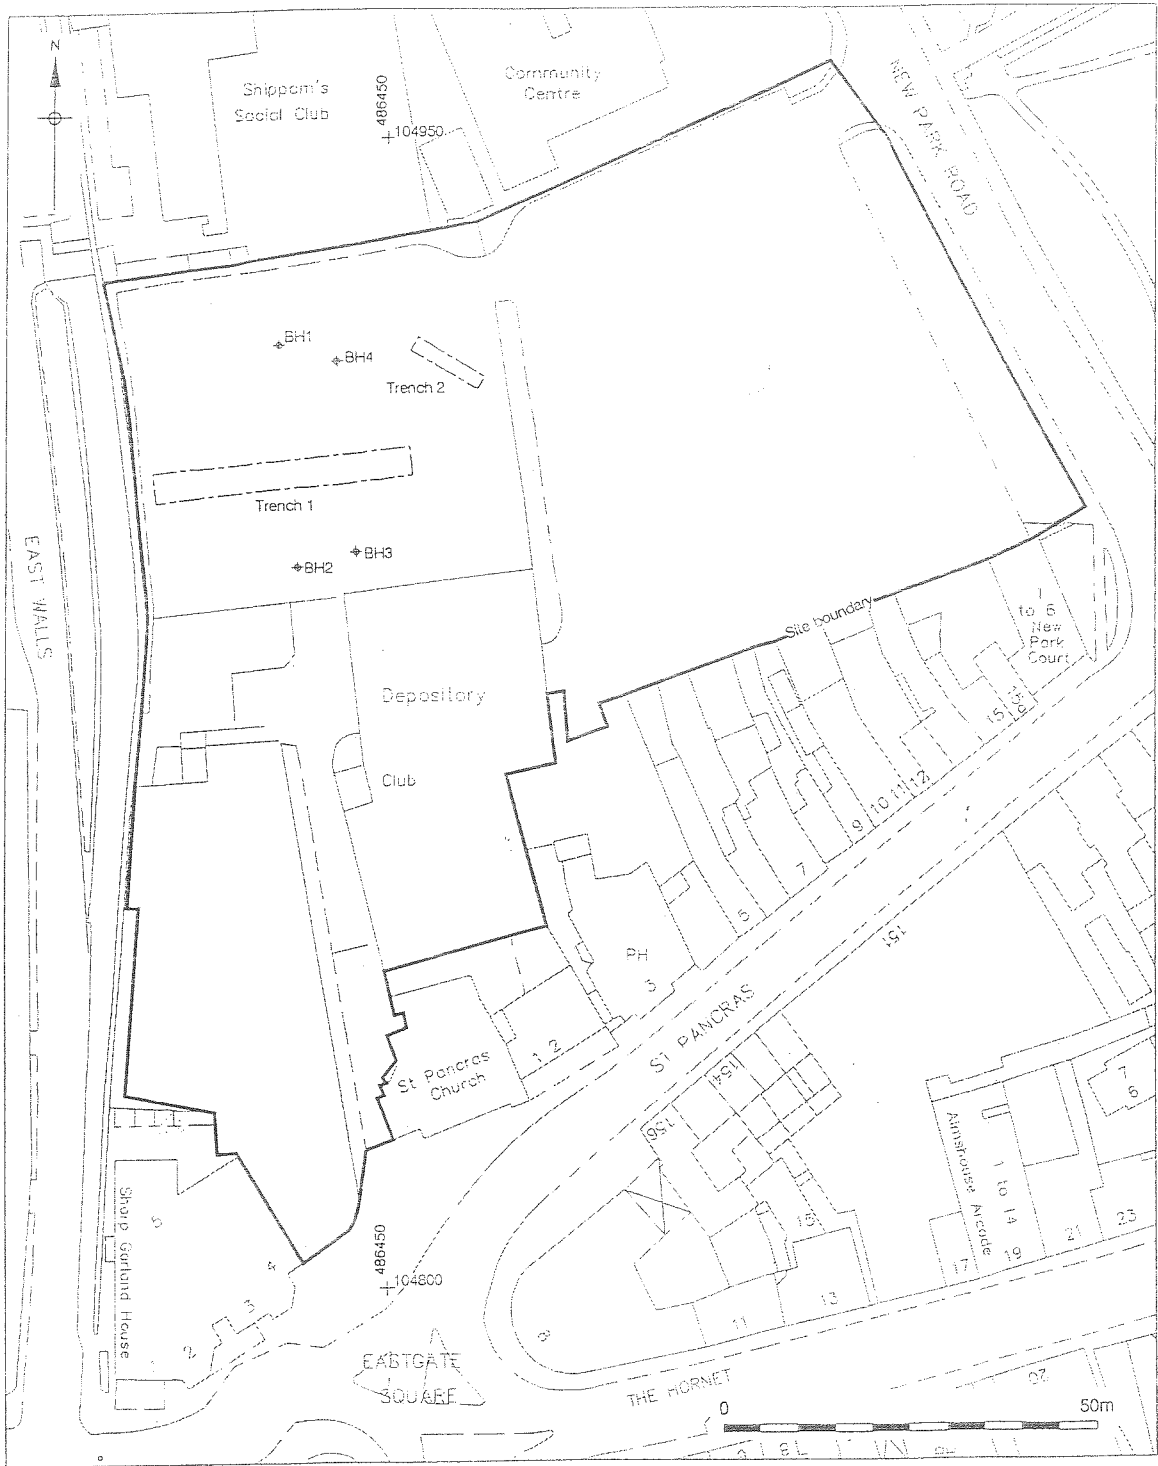 N
Shippam's
Social Club
486450
104950
Community
Centre
NEW PARK ROAD
BH1
BH4
Trench 2
Trench 1
BH3
BH2
EAST WALLS
Site boundary
1
to 6
New
Park
Court
Depository
Club
15a
15
12
11
10
9
7
5
PH
3
151
ST PANCRAS
1 2
St Pancras
Church
154
156
7
6
Almshouse Arcade
1 to 14
Sharp Garland House
5
4
3
2
1
486450
104800
15
17
19
21
23
13
11
EASTGATE
SQUARE
THE HORNET
20
0
50m